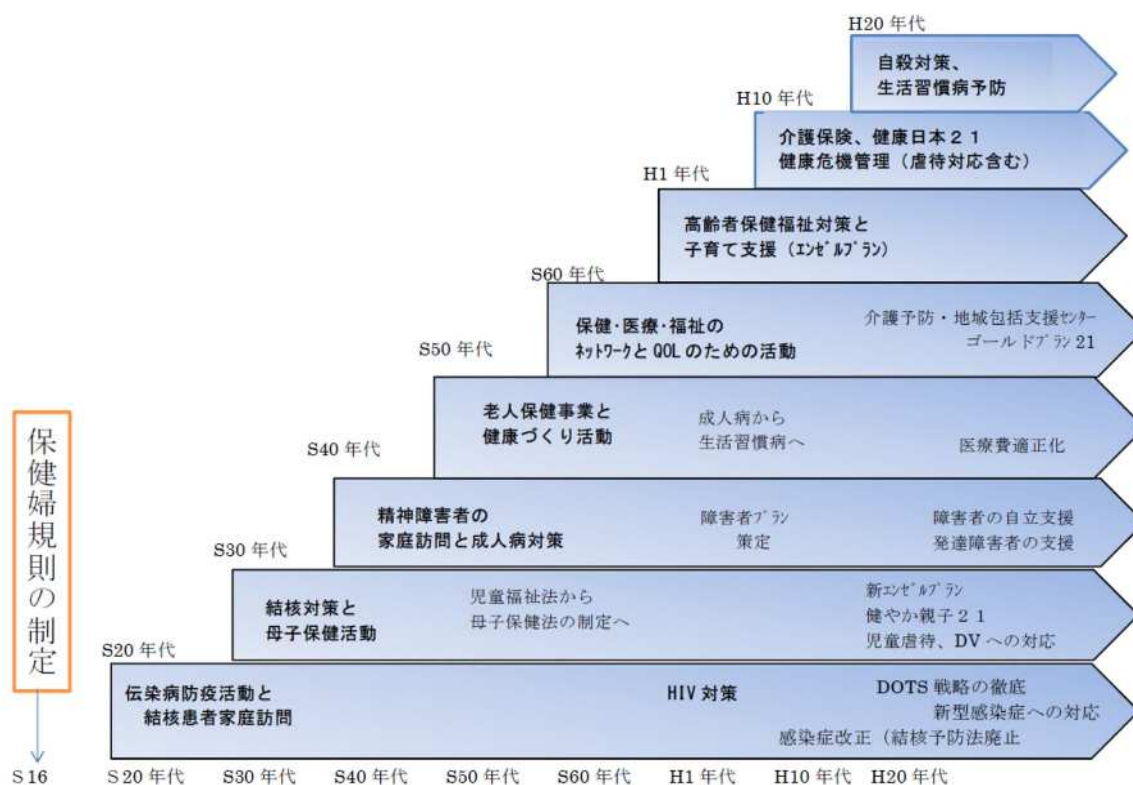 H20 年代
自殺対策、
生活習慣病予防
H10 年代
介護保険、健康日本２１
健康危機管理（虐待対応含む）
H1 年代
高齢者保健福祉対策と
子育て支援（ｴﾝｾﾞﾙﾌﾟﾗﾝ）
S60 年代
保健・医療・福祉の
ﾈｯﾄﾜｰｸと QOL のための活動
介護予防・地域包括支援ｾﾝﾀｰ
ゴールドﾌﾟﾗﾝ 21
S50 年代
老人保健事業と
健康づくり活動
成人病から
生活習慣病へ
医療費適正化
S40 年代
精神障害者の
家庭訪問と成人病対策
障害者ﾌﾟﾗﾝ
策定
障害者の自立支援
発達障害者の支援
S30 年代
結核対策と
母子保健活動
児童福祉法から
母子保健法の制定へ
新ｴﾝｾﾞﾙﾌﾟﾗﾝ
健やか親子２１
児童虐待、DV への対応
S20 年代
伝染病防疫活動と
結核患者家庭訪問
HIV 対策
DOTS 戦略の徹底
新型感染症への対応
感染症改正（結核予防法廃止
保健婦規則の制定
S 16
S 20 年代
S30 年代
S40 年代
S50 年代
S60 年代
H1 年代
H10 年代
H20 年代